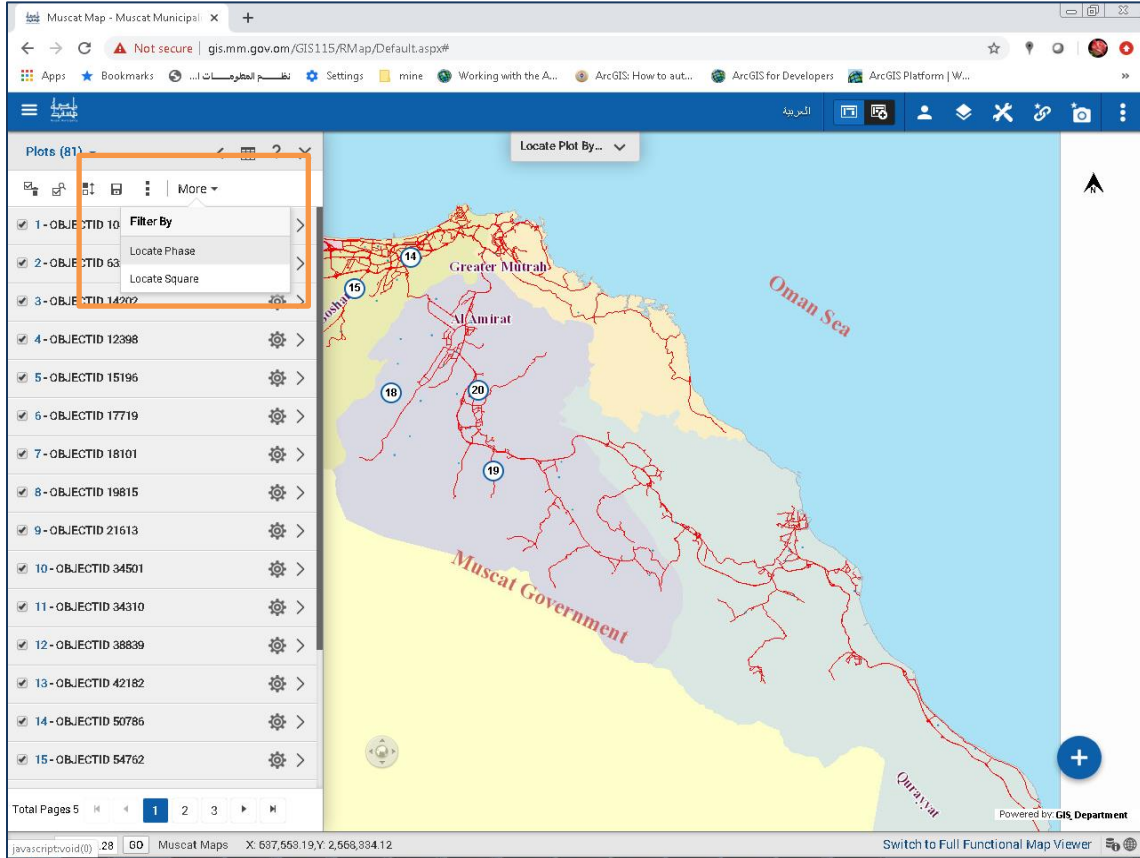 Muscat Map - Muscat Municipal
Not secure | gis.mm.gov.om/GIS115/RMap/Default.aspx#
Apps Bookmarks نظــــم المعلومــــــات ا... Settings mine Working with the A... ArcGIS: How to aut... ArcGIS for Developers ArcGIS Platform | W... »
العربية
Plots (81)
Locate Plot By...
More
N
1 - OBJECTID 10
Filter By
Locate Phase
2 - OBJECTID 63
Locate Square
3 - OBJECTID 14202
4 - OBJECTID 12398
5 - OBJECTID 15196
6 - OBJECTID 17719
7 - OBJECTID 18101
8 - OBJECTID 19815
9 - OBJECTID 21613
10 - OBJECTID 34501
11 - OBJECTID 34310
12 - OBJECTID 38839
13 - OBJECTID 42182
14 - OBJECTID 50786
15 - OBJECTID 54762
14
Greater Mutrah
15
Al Amirat
Oman Sea
18
20
19
Muscat Government
Qurayyat
Total Pages 5 1 2 3
Powered by: GIS_Department
javascript:void(0) .28 GO Muscat Maps X: 637,553.19,Y: 2,568,334.12 Switch to Full Functional Map Viewer